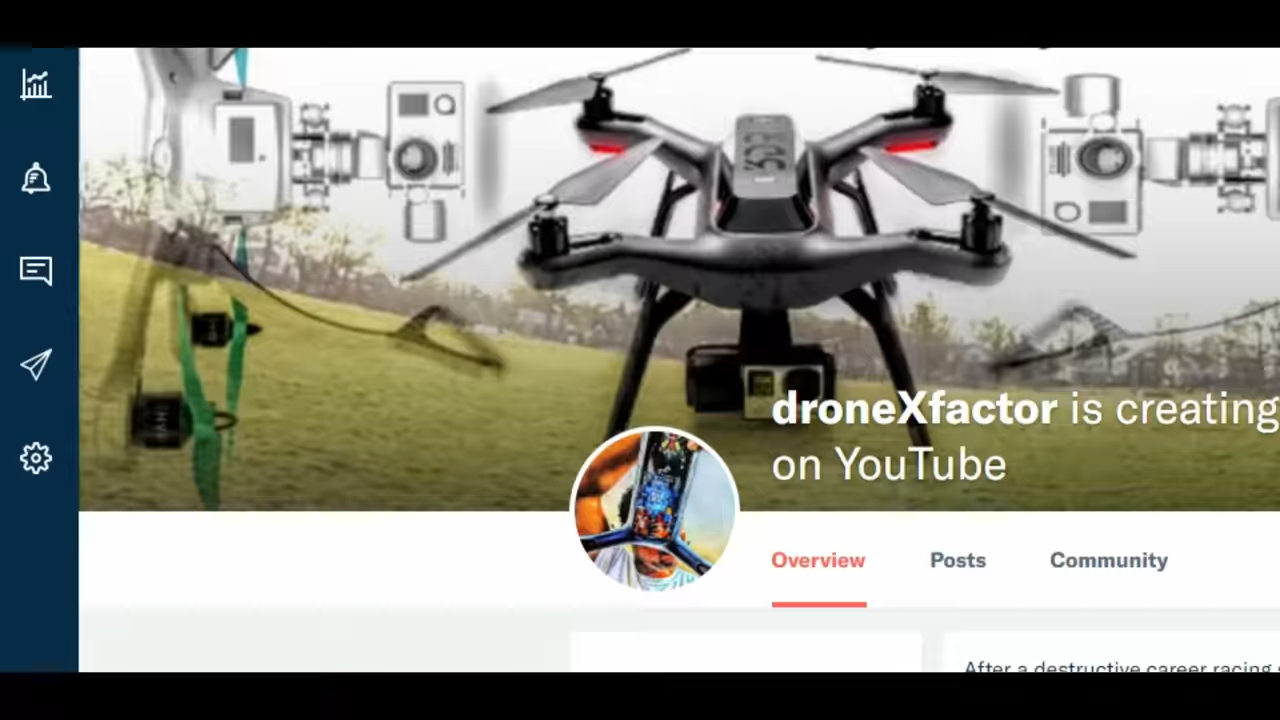 droneXfactor is creating
on YouTube
Overview Posts Community
After a destructive career racing